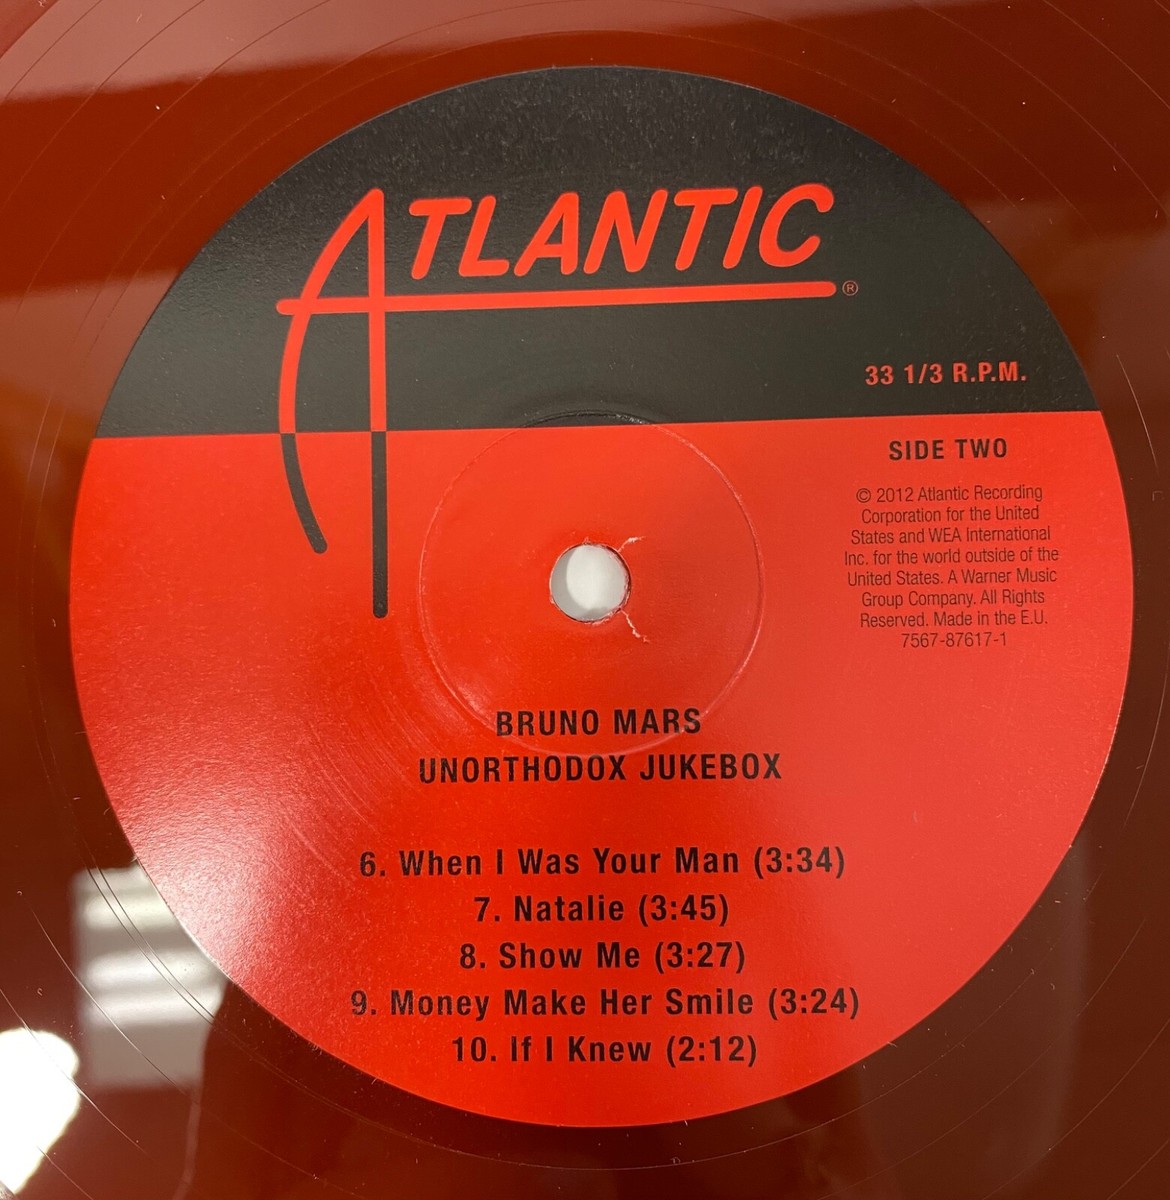 ATLANTIC ®
33 1/3 R.P.M.
SIDE TWO
© 2012 Atlantic Recording
Corporation for the United
States and WEA International
Inc. for the world outside of the
United States. A Warner Music
Group Company. All Rights
Reserved. Made in the E.U.
7567-87617-1
BRUNO MARS
UNORTHODOX JUKEBOX
6. When I Was Your Man (3:34)
7. Natalie (3:45)
8. Show Me (3:27)
9. Money Make Her Smile (3:24)
10. If I Knew (2:12)